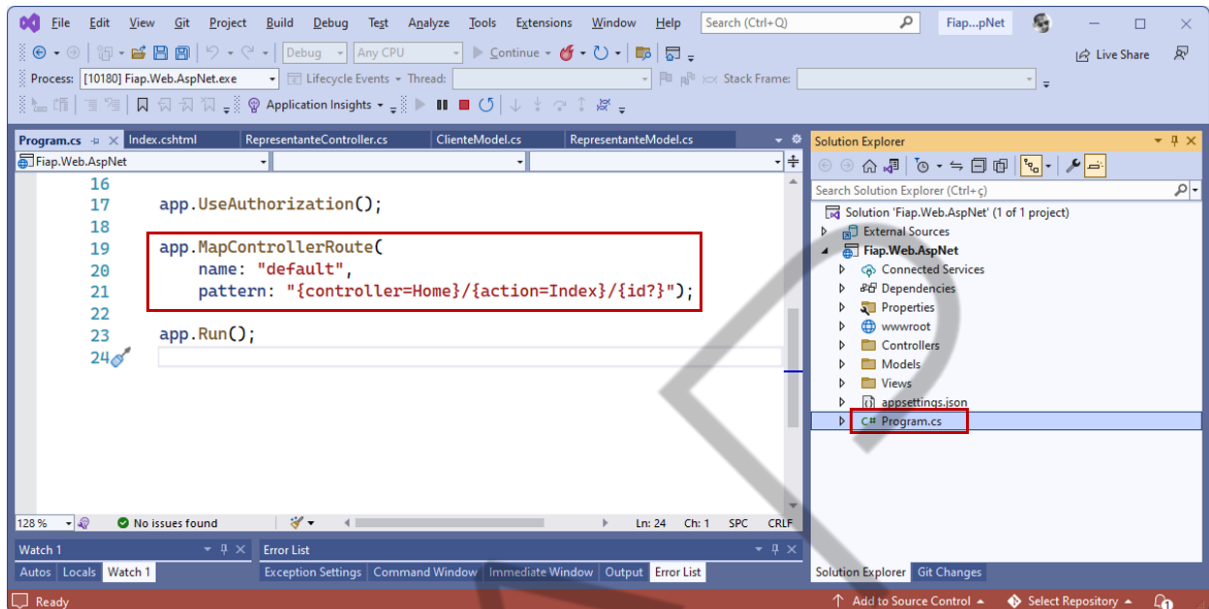 File Edit View Git Project Build Debug Test Analyze Tools Extensions Window Help Search (Ctrl+Q) Fiap...pNet
Debug Any CPU Continue Live Share
Process: [10180] Fiap.Web.AspNet.exe Lifecycle Events Thread: Stack Frame:
Application Insights
Program.cs Index.cshtml RepresentanteController.cs ClienteModel.cs RepresentanteModel.cs
Fiap.Web.AspNet
16
17 app.UseAuthorization();
18
19 app.MapControllerRoute(
20 name: "default",
21 pattern: "{controller=Home}/{action=Index}/{id?}");
22
23 app.Run();
24
128 % No issues found Ln: 24 Ch: 1 SPC CRLF
Watch 1 Error List
Autos Locals Watch 1 Exception Settings Command Window Immediate Window Output Error List
Solution Explorer
Search Solution Explorer (Ctrl+ç)
Solution 'Fiap.Web.AspNet' (1 of 1 project)
External Sources
Fiap.Web.AspNet
Connected Services
Dependencies
Properties
wwwroot
Controllers
Models
Views
appsettings.json
C# Program.cs
Solution Explorer Git Changes
Ready Add to Source Control Select Repository 1